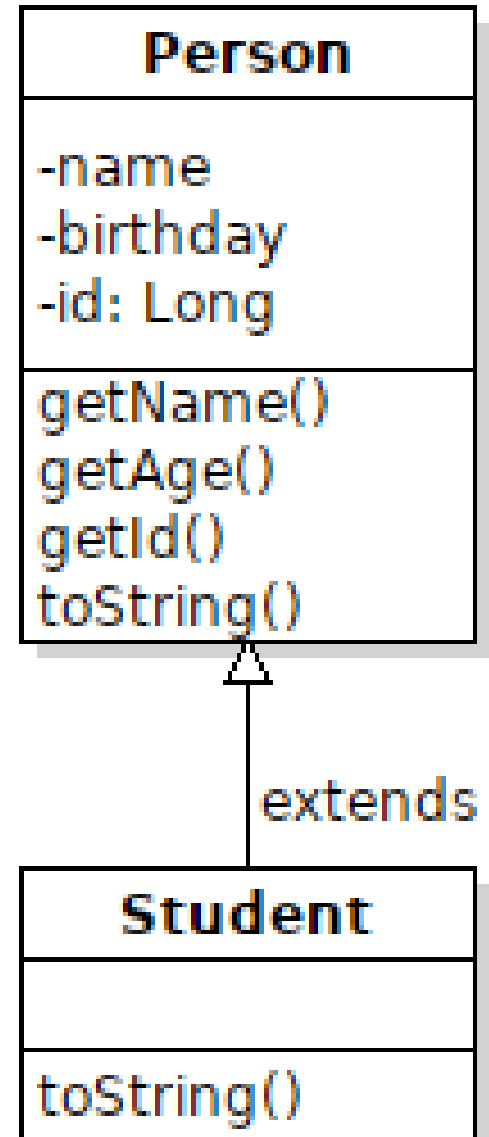 Person
-name
-birthday
-id: Long
getName()
getAge()
getId()
toString()
extends
Student
toString()